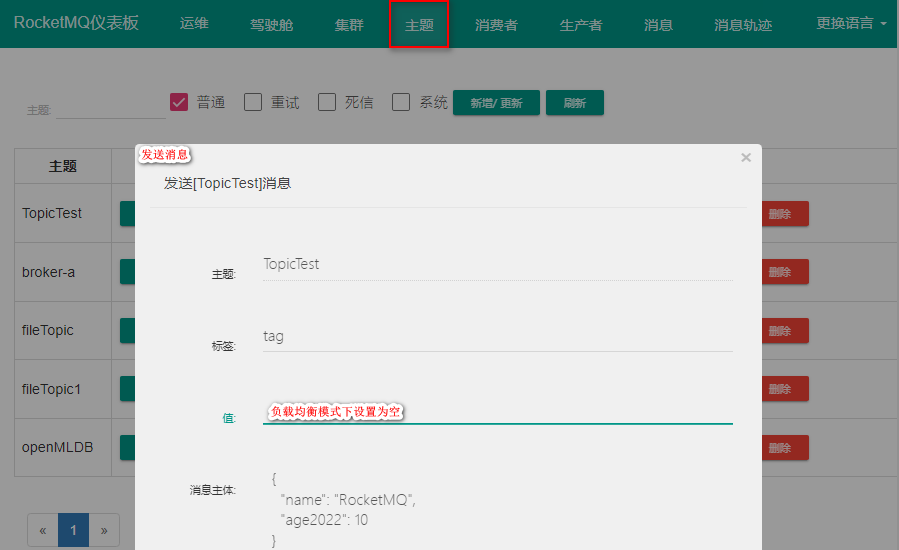 RocketMQ仪表板 运维 驾驶舱 集群 主题 消费者 生产者 消息 消息轨迹 更换语言
主题: 普通 重试 死信 系统 新增/ 更新 刷新
主题
发送消息 ×
发送[TopicTest]消息
TopicTest 删除
主题: TopicTest
broker-a 删除
fileTopic 删除
标签: tag
fileTopic1 删除
值: 负载均衡模式下设置为空
openMLDB 删除
消息主体: {
"name": "RocketMQ",
"age2022": 10
}
« 1 »